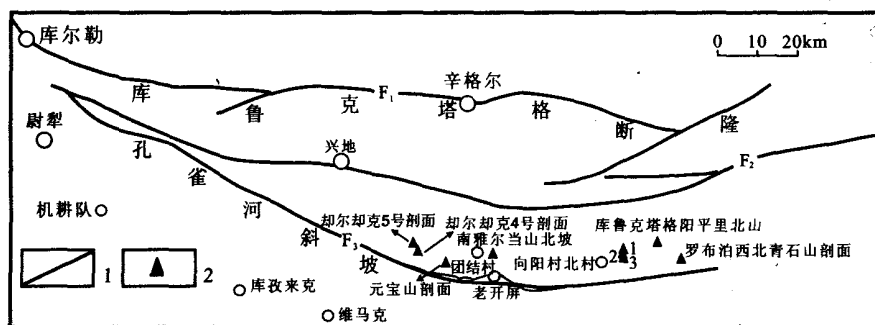 库尔勒
0 10 20km
库鲁克塔格断隆
F₁
辛格尔
尉犁
兴地
F₂
孔雀河斜坡
F₃
机耕队
却尔却克5号剖面
却尔却克4号剖面
库鲁克塔格阳平里北山
南雅尔当山北坡
1
2
3
团结村
向阳村北村
罗布泊西北青石山剖面
元宝山剖面
老开屏
库孜来克
维马克
1
2